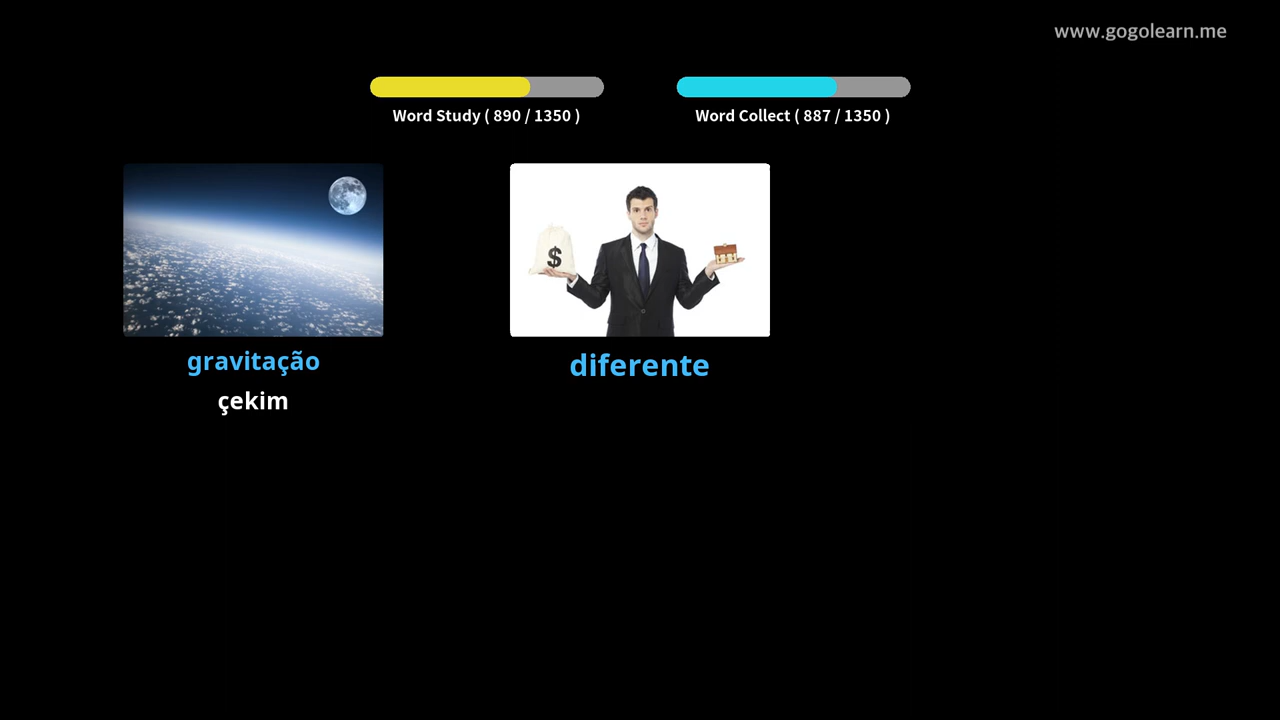 www.gogolearn.me
Word Study ( 890 / 1350 )
Word Collect ( 887 / 1350 )
$
gravitação
çekim
diferente